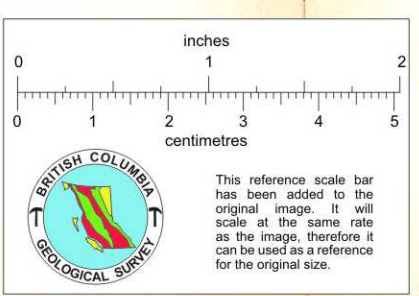 inches
0 1 2
0 1 2 3 4 5
centimetres
BRITISH COLUMBIA
GEOLOGICAL SURVEY
This reference scale bar
has been added to the
original image. It will
scale at the same rate
as the image, therefore it
can be used as a reference
for the original size.